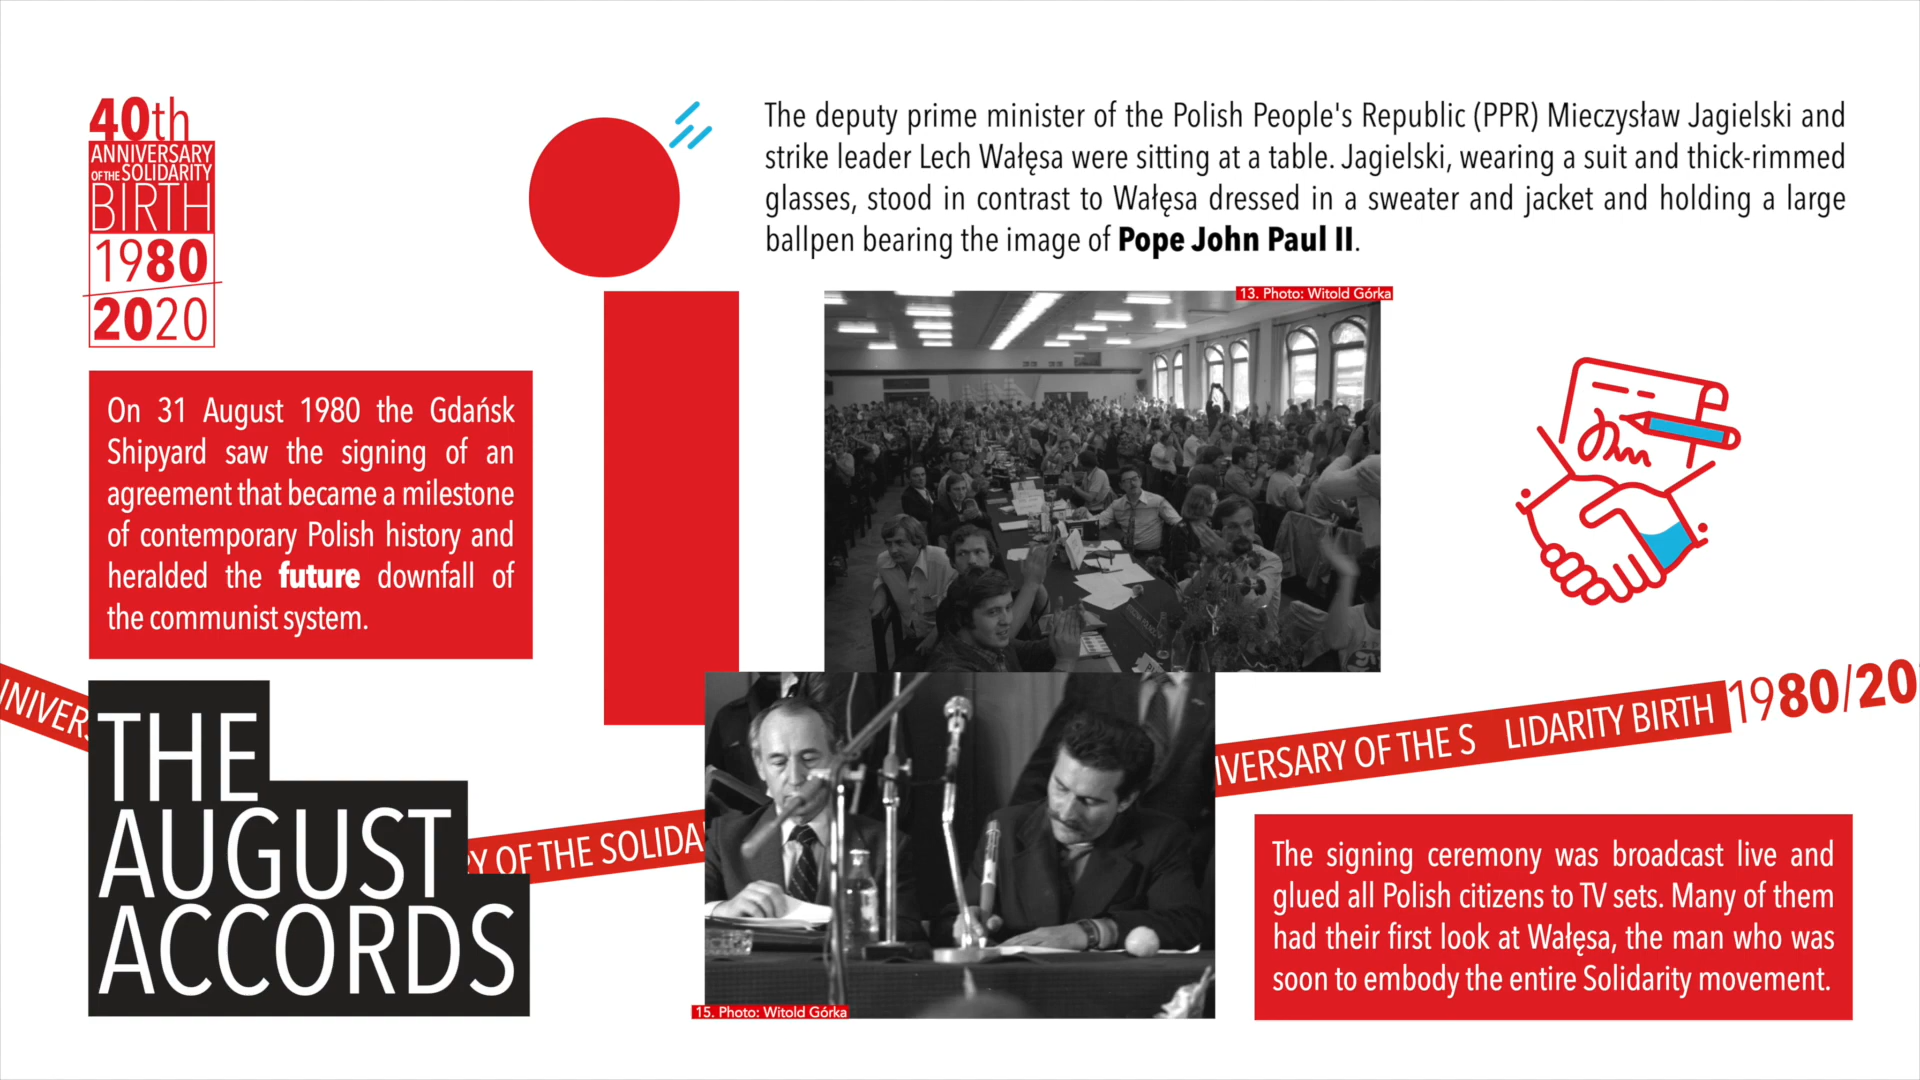 40th
ANNIVERSARY
OF THE SOLIDARITY
BIRTH
1980
2020
The deputy prime minister of the Polish People's Republic (PPR) Mieczysław Jagielski and
strike leader Lech Wałęsa were sitting at a table. Jagielski, wearing a suit and thick-rimmed
glasses, stood in contrast to Wałęsa dressed in a sweater and jacket and holding a large
ballpen bearing the image of Pope John Paul II.
13. Photo: Witold Górka
On 31 August 1980 the Gdańsk
Shipyard saw the signing of an
agreement that became a milestone
of contemporary Polish history and
heralded the future downfall of
the communist system.
NIVERS
THE
AUGUST
ACCORDS
RY OF THE SOLIDA
IVERSARY OF THE S LIDARITY BIRTH 1980/20
15. Photo: Witold Górka
The signing ceremony was broadcast live and
glued all Polish citizens to TV sets. Many of them
had their first look at Wałęsa, the man who was
soon to embody the entire Solidarity movement.